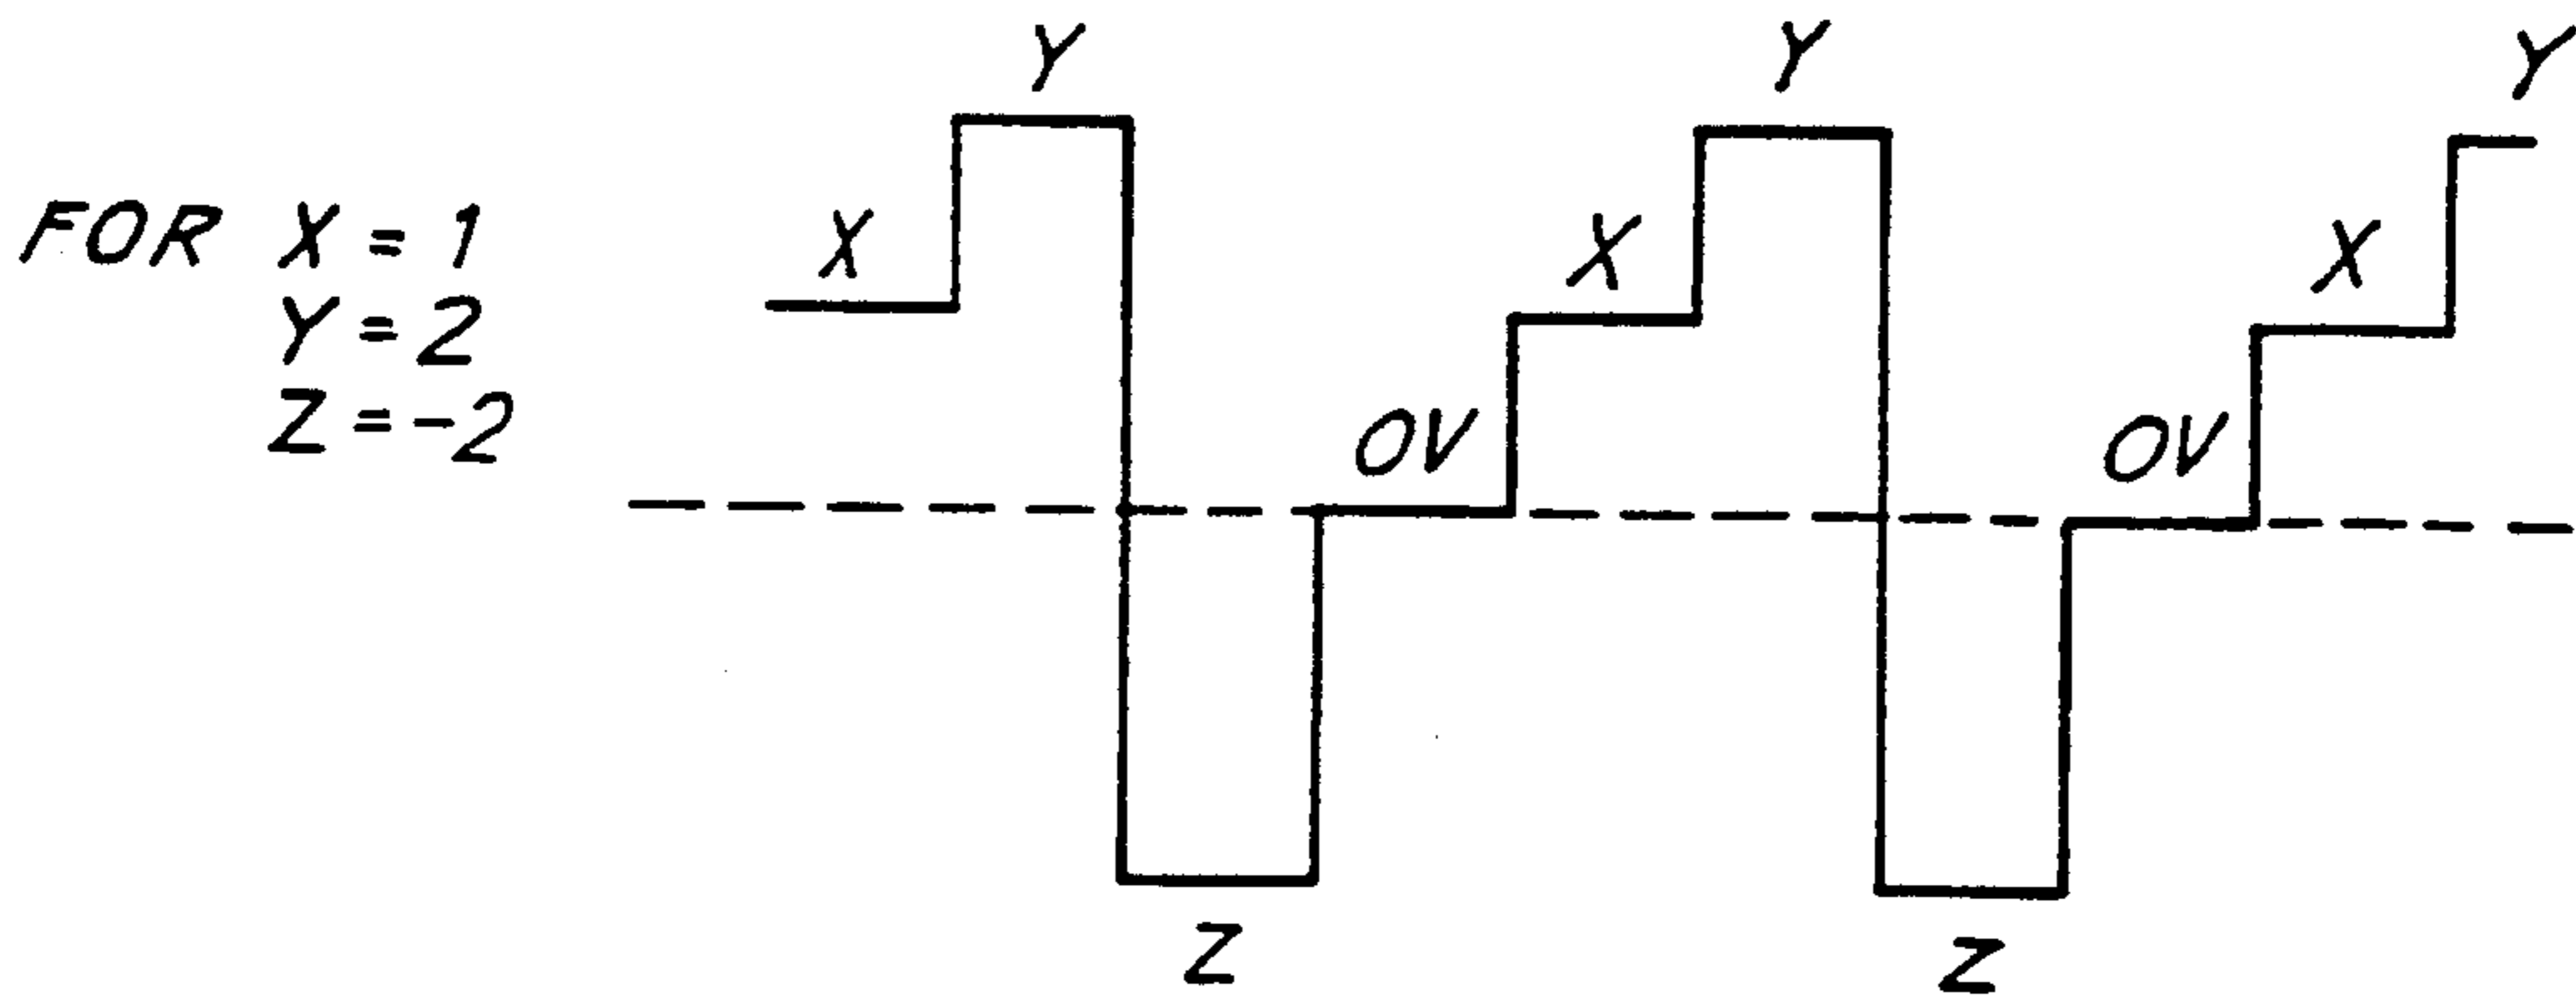 Y Y Y
X X X
FOR X = 1
Y = 2
Z = -2
OV OV
Z Z